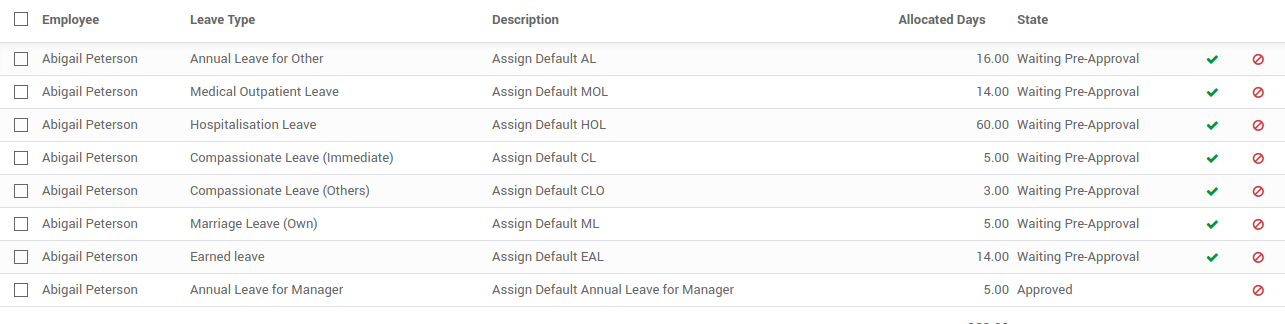 Employee Leave Type Description Allocated Days State
Abigail Peterson Annual Leave for Other Assign Default AL 16.00 Waiting Pre-Approval
Abigail Peterson Medical Outpatient Leave Assign Default MOL 14.00 Waiting Pre-Approval
Abigail Peterson Hospitalisation Leave Assign Default HOL 60.00 Waiting Pre-Approval
Abigail Peterson Compassionate Leave (Immediate) Assign Default CL 5.00 Waiting Pre-Approval
Abigail Peterson Compassionate Leave (Others) Assign Default CLO 3.00 Waiting Pre-Approval
Abigail Peterson Marriage Leave (Own) Assign Default ML 5.00 Waiting Pre-Approval
Abigail Peterson Earned leave Assign Default EAL 14.00 Waiting Pre-Approval
Abigail Peterson Annual Leave for Manager Assign Default Annual Leave for Manager 5.00 Approved